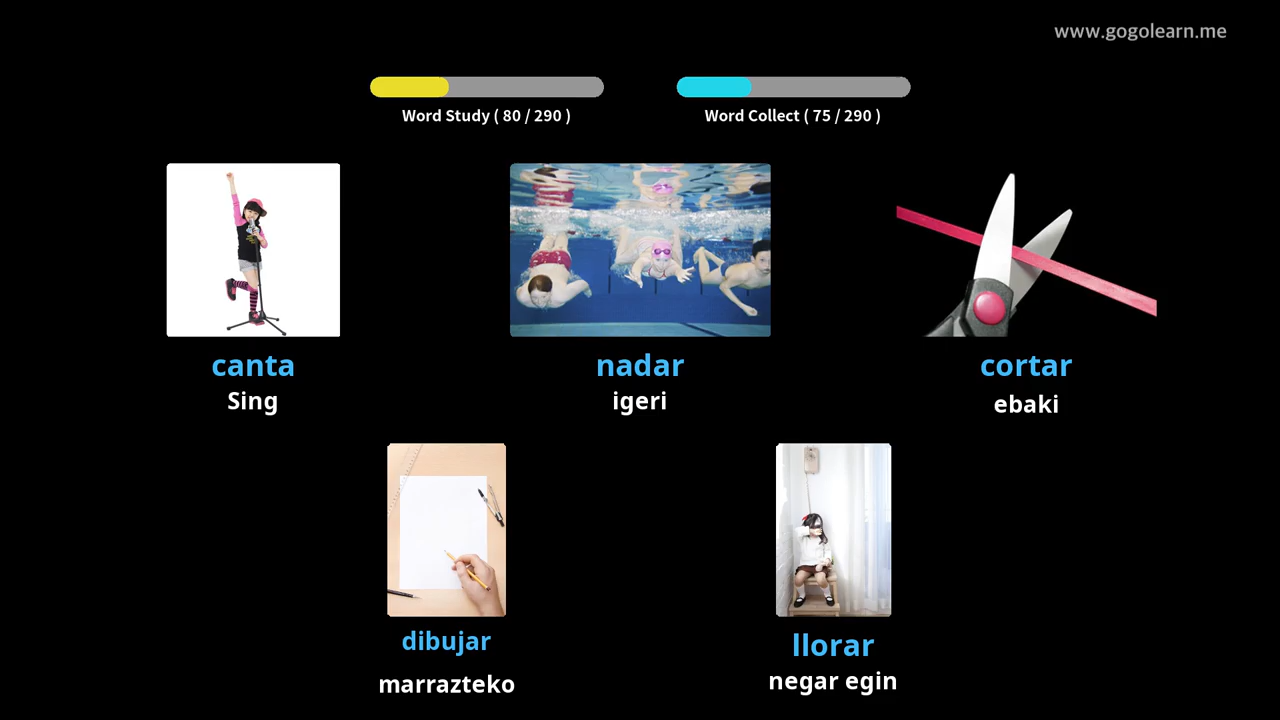 www.gogolearn.me
Word Study ( 80 / 290 )
Word Collect ( 75 / 290 )
canta
Sing
nadar
igeri
cortar
ebaki
dibujar
marrazteko
llorar
negar egin